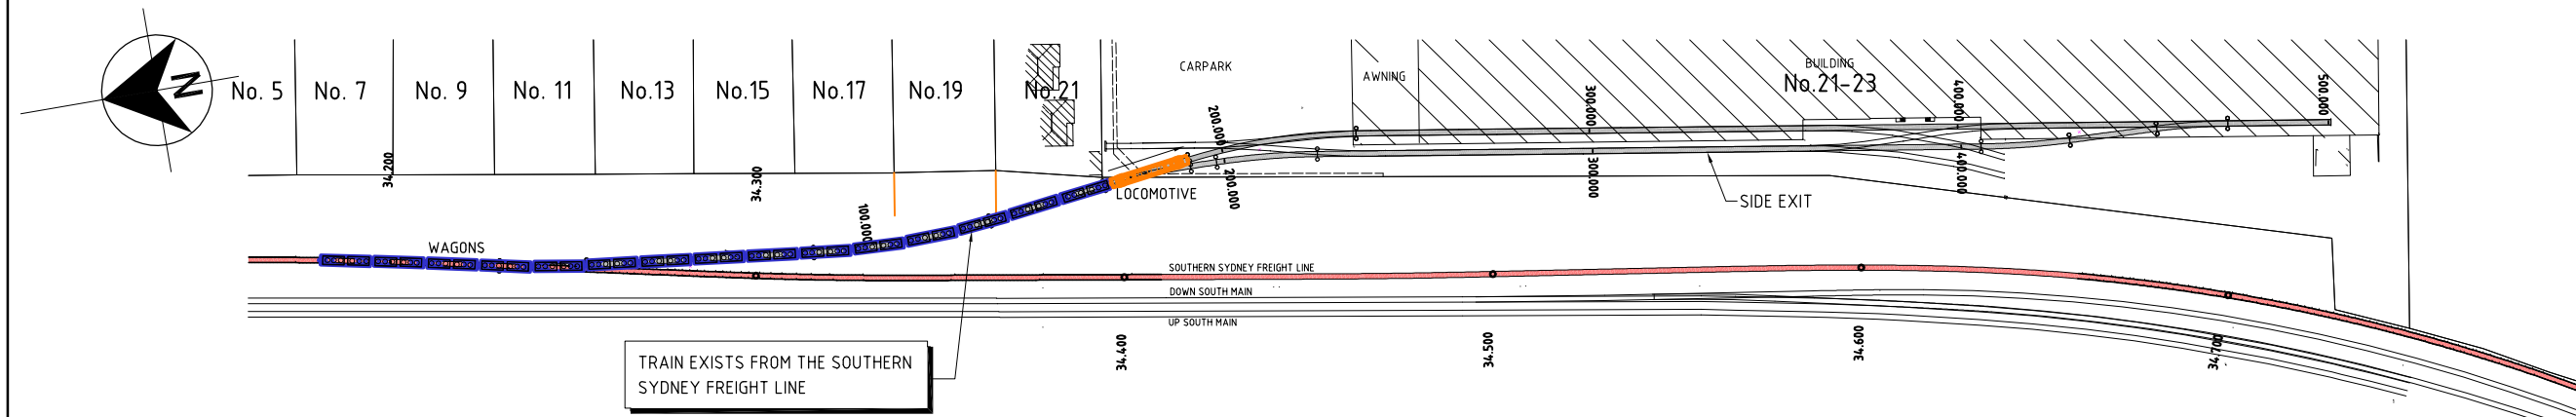 N
No. 5
No. 7
No. 9
No. 11
No.13
No.15
No.17
No.19
No.21
CARPARK
AWNING
BUILDING
No.21-23
34.200
34.300
100.000
200.000
200.000
300.000
300.000
400.000
400.000
500.000
LOCOMOTIVE
SIDE EXIT
WAGONS
SOUTHERN SYDNEY FREIGHT LINE
DOWN SOUTH MAIN
UP SOUTH MAIN
34.400
34.500
34.600
34.700
TRAIN EXISTS FROM THE SOUTHERN
SYDNEY FREIGHT LINE